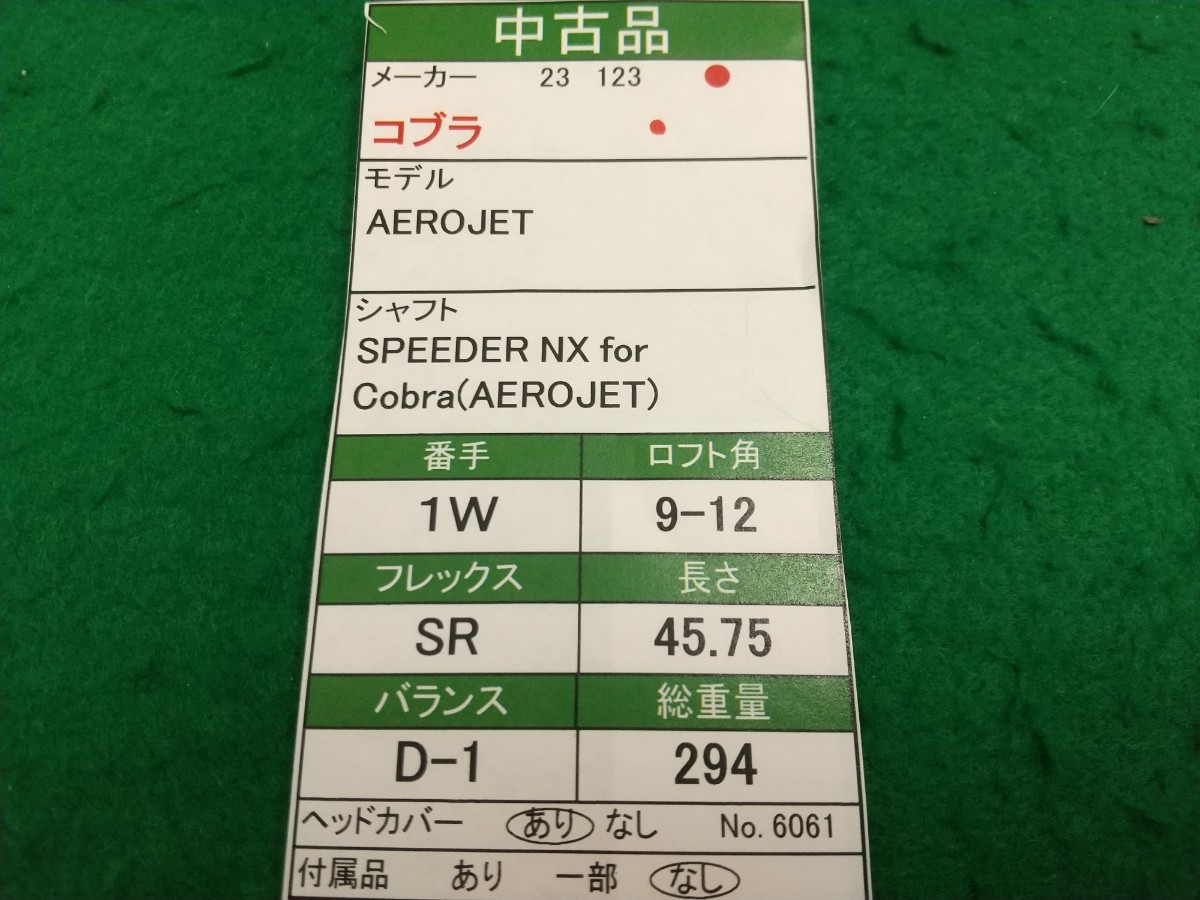 中古品
メーカー 23 123
コブラ
モデル
AEROJET
シャフト
SPEEDER NX for
Cobra(AEROJET)
番手 ロフト角
1W 9-12
フレックス 長さ
SR 45.75
バランス 総重量
D-1 294
ヘッドカバー あり なし No. 6061
付属品 あり 一部 なし